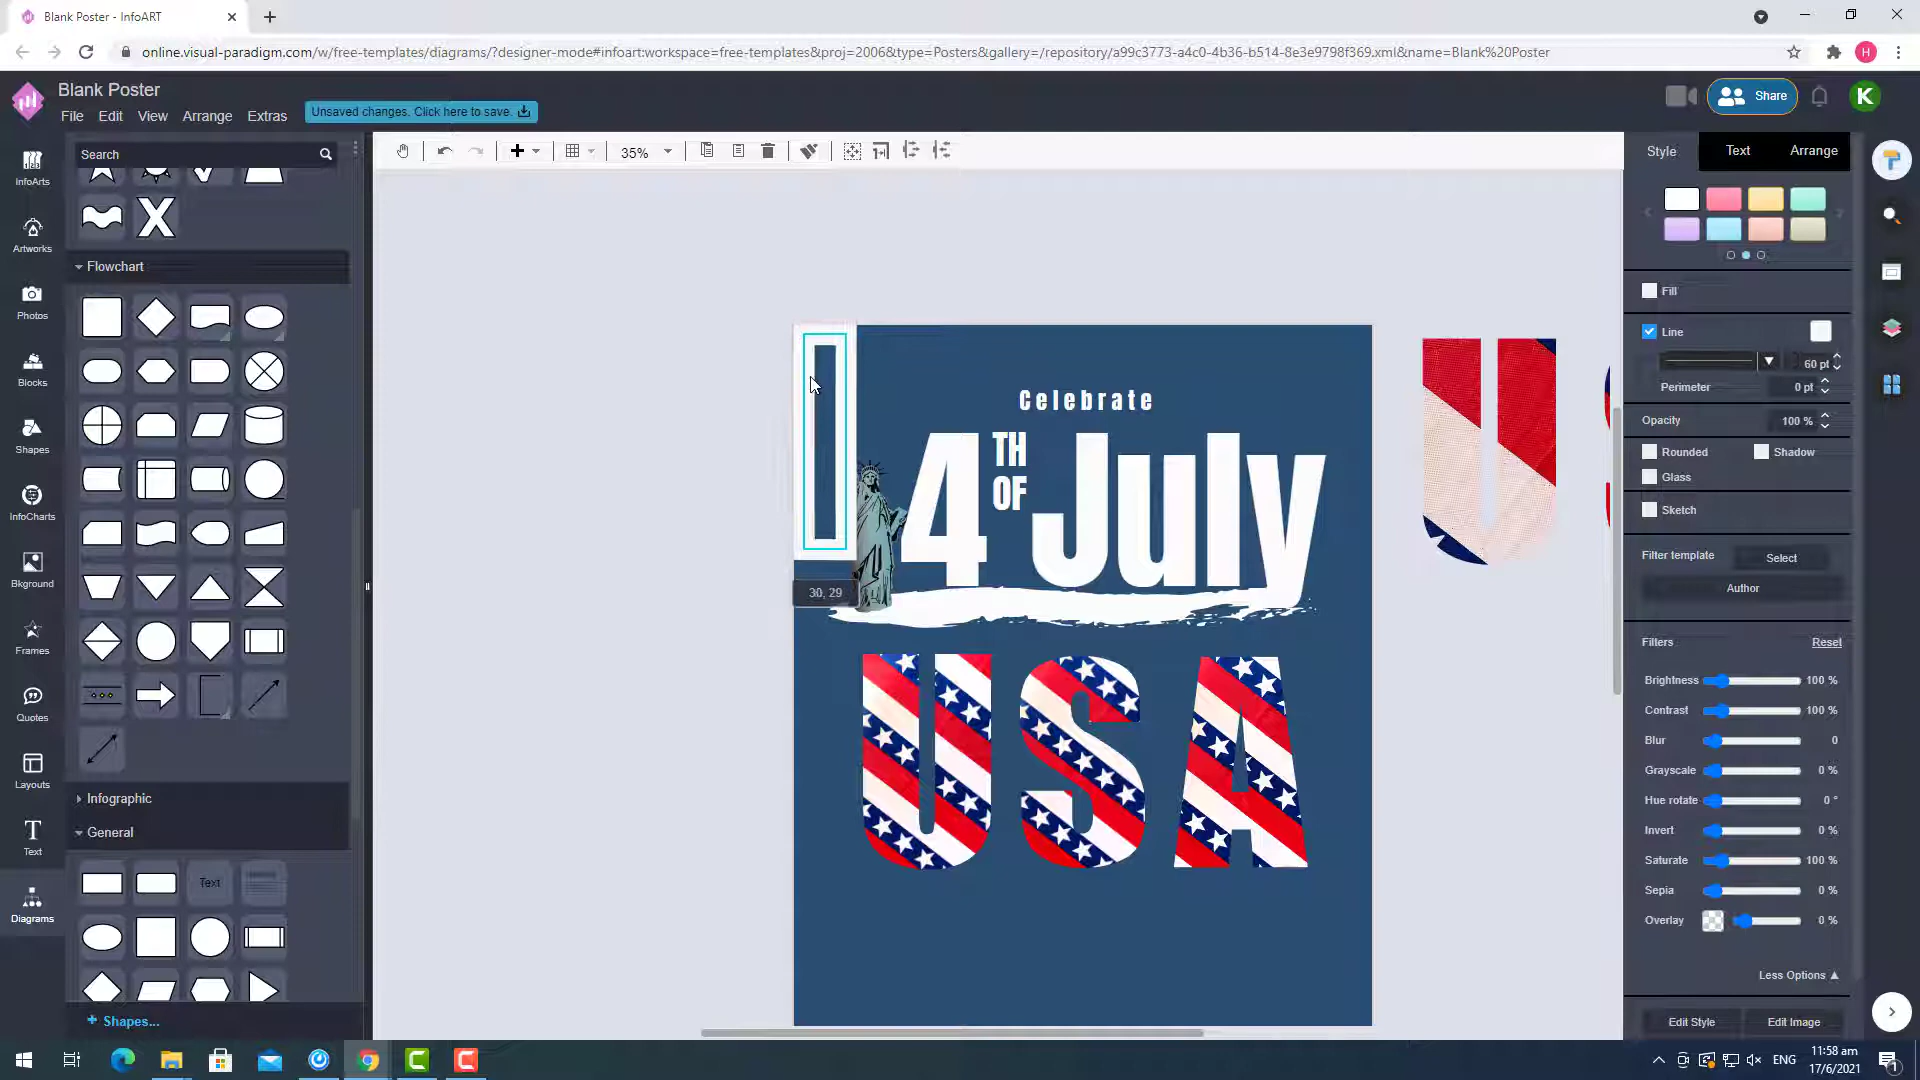 Blank Poster - InfoART
online.visual-paradigm.com/w/free-templates/diagrams/?designer-mode#infoart:workspace=free-templates&proj=2006&type=Posters&gallery=/repository/a99c3773-a4c0-4b36-b514-8e3e9798f369.xml&name=Blank%20Poster
H
Blank Poster
File Edit View Arrange Extras
Unsaved changes. Click here to save.
Share
K
Search
35%
Style Text Arrange
InfoArts
Artworks
Photos
Blocks
Shapes
InfoCharts
Bkground
Frames
Quotes
Layouts
Text
Diagrams
Flowchart
Infographic
General
Text
+ Shapes...
Celebrate
4 TH OF July
30, 29
USA
U
Fill
Line
60 pt
Perimeter 0 pt
Opacity 100 %
Rounded Shadow
Glass
Sketch
Filter template Select
Author
Filters Reset
Brightness 100 %
Contrast 100 %
Blur 0
Grayscale 0 %
Hue rotate 0 °
Invert 0 %
Saturate 100 %
Sepia 0 %
Overlay 0 %
Less Options
Edit Style Edit Image
ENG
11:58 am
17/6/2021
1